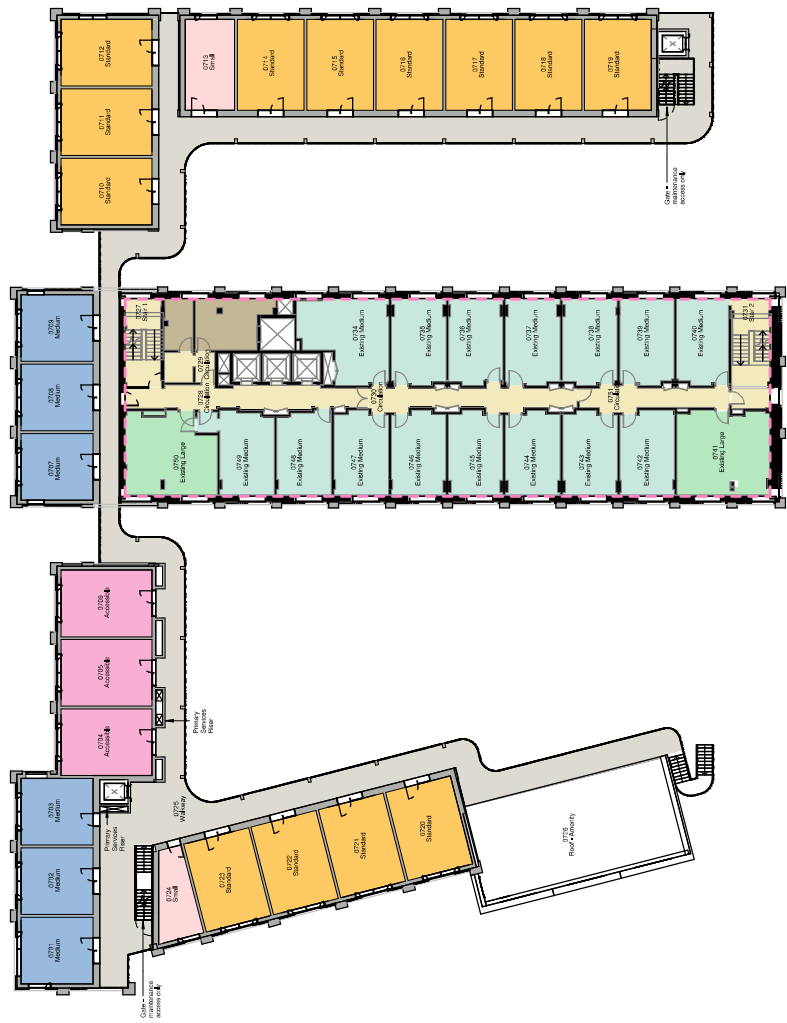 0712
Standard
0711
Standard
0710
Standard
0713
Small
0714
Standard
0715
Standard
0716
Standard
0717
Standard
0718
Standard
0719
Standard
Gate -
maintenance
access only
0709
Medium
0708
Medium
0707
Medium
0727
Stair 1
0729
Circulation
0728
Circulation
0730
Circulation
0751
Circulation
0731
Stair 2
0734
Existing Medium
0735
Existing Medium
0736
Existing Medium
0737
Existing Medium
0738
Existing Medium
0739
Existing Medium
0740
Existing Medium
0750
Existing Large
0749
Existing Medium
0748
Existing Medium
0747
Existing Medium
0746
Existing Medium
0745
Existing Medium
0744
Existing Medium
0743
Existing Medium
0742
Existing Medium
0741
Existing Large
0706
Accessible
0705
Accessible
0704
Accessible
Primary
Services
Riser
0703
Medium
0702
Medium
0701
Medium
Primary
Services
Riser
0725
Walkway
0724
Small
0723
Standard
0722
Standard
0721
Standard
0720
Standard
0726
Roof - Amenity
Gate -
maintenance
access only